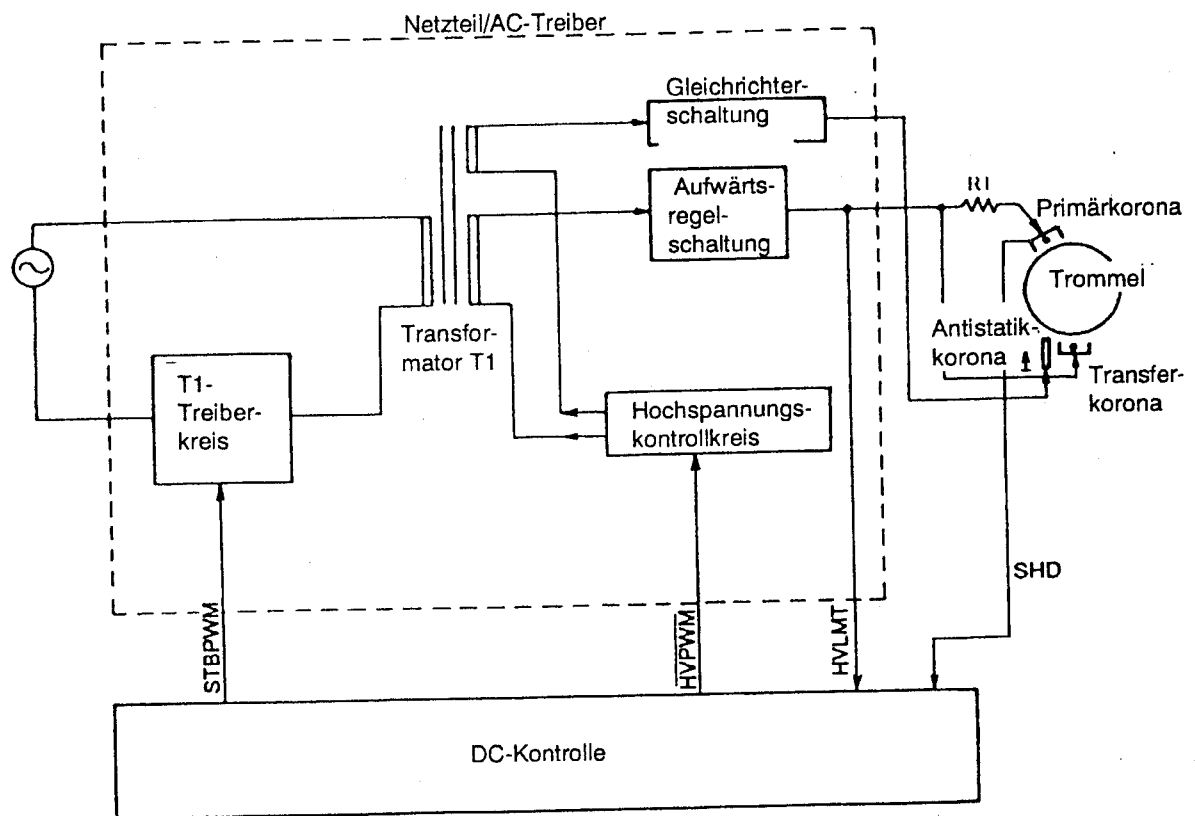 Netzteil/AC-Treiber
Gleichrichter-
schaltung
Aufwärts-
regel-
schaltung
R1
Primärkorona
Trommel
Antistatik-
korona
Transfer-
korona
Transfor-
mator T1
T1-
Treiber-
kreis
Hochspannungs-
kontrollkreis
SHD
STBPWM
HVPWM
HVLMT
DC-Kontrolle